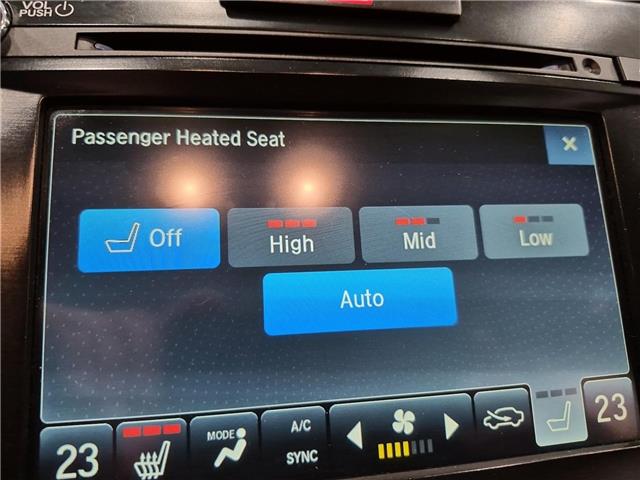 VOL
PUSH
Passenger Heated Seat
×
Off
High
Mid
Low
Auto
23
MODE
A/C
SYNC
23